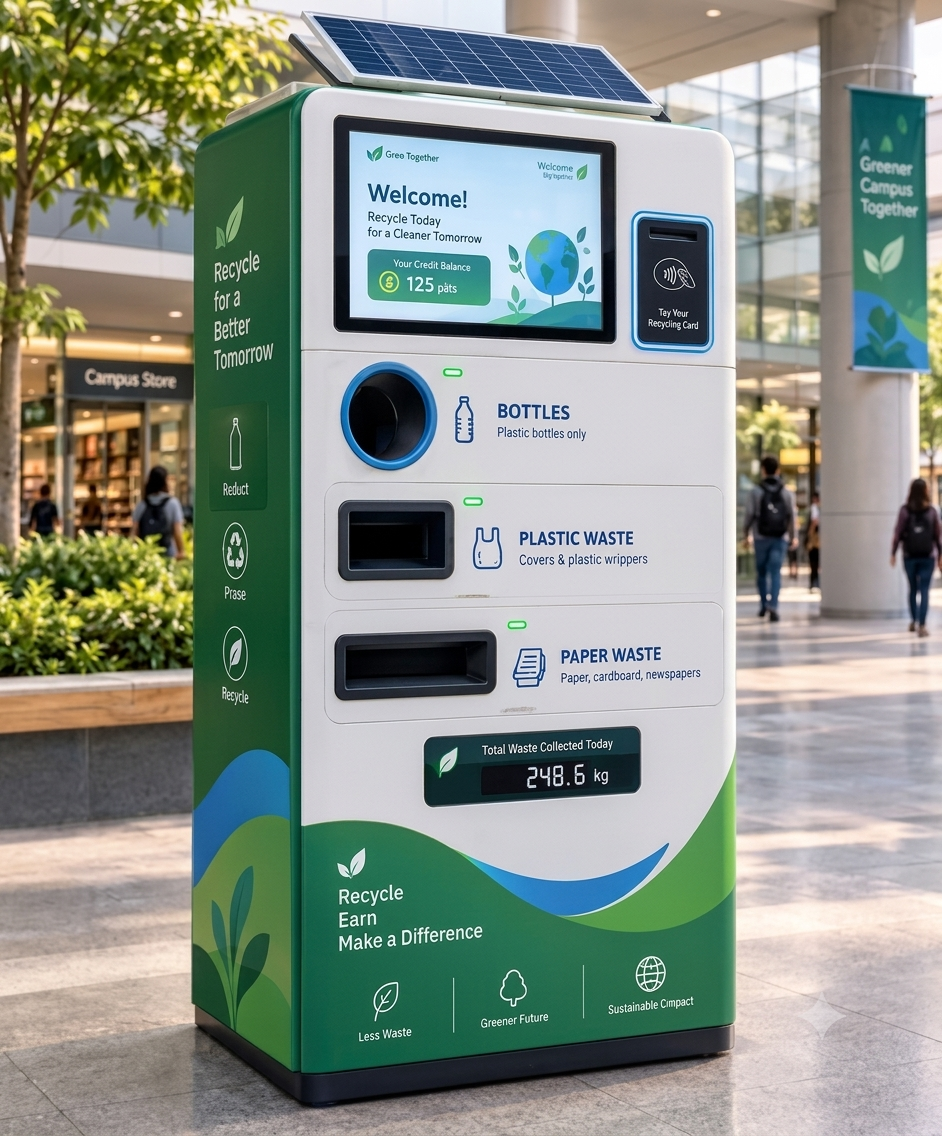 Gree Together
Welcome
Welcome!
Recycle Today
for a Cleaner Tomorrow
Your Credit Balance
125 pàts
Tay Your
Recycling Card
Greener
Campus
Together
Recycle
for a
Better
Tomorrow
Campus Store
Reduct
Prase
Recycle
BOTTLES
Plastic bottles only
PLASTIC WASTE
Covers & plastic wrippers
PAPER WASTE
Paper, cardboard, newspapers
Total Waste Collected Today
248.6 kg
Recycle
Earn
Make a Difference
Less Waste
Greener Future
Sustainable Cmpact